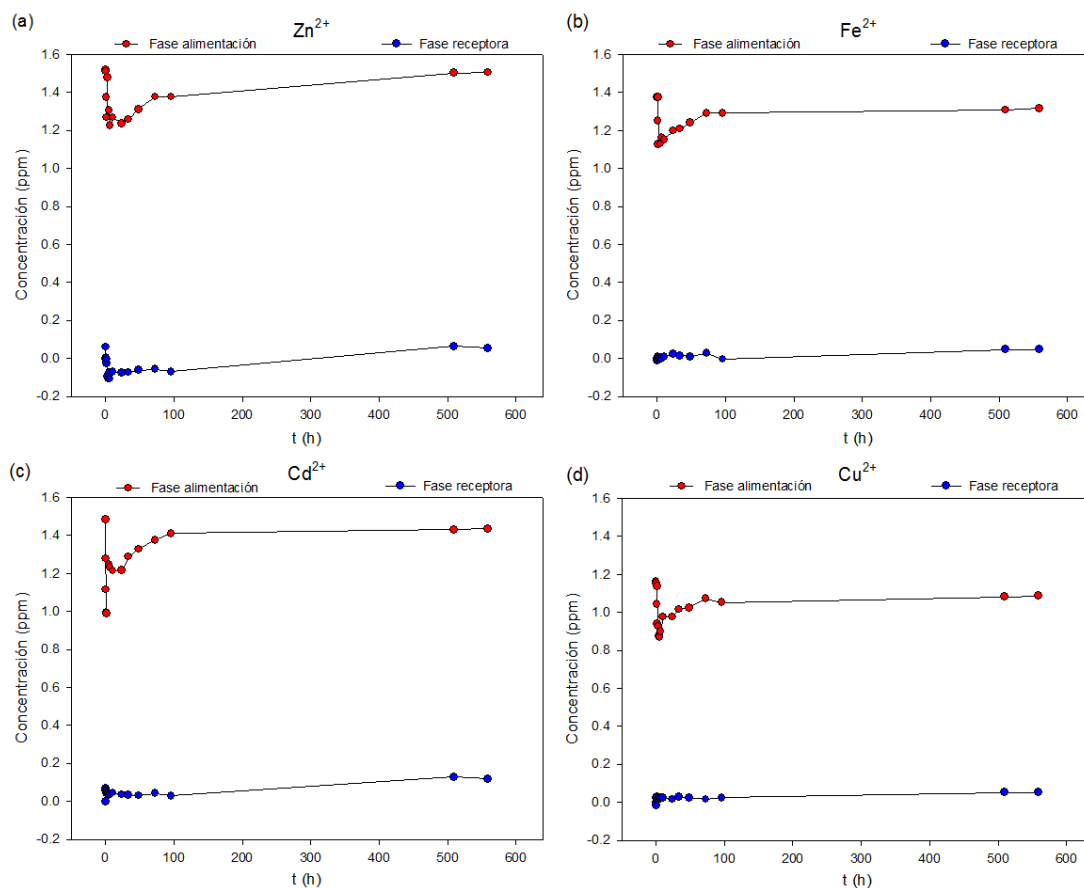 (a)
Zn2+
Fase alimentación
Fase receptora
1.6
1.4
1.2
1.0
0.8
0.6
0.4
0.2
0.0
-0.2
Concentración (ppm)
0
100
200
300
400
500
600
t (h)
(b)
Fe2+
Fase alimentación
Fase receptora
1.6
1.4
1.2
1.0
0.8
0.6
0.4
0.2
0.0
-0.2
Concentración (ppm)
0
100
200
300
400
500
600
t (h)
(c)
Cd2+
Fase alimentación
Fase receptora
1.6
1.4
1.2
1.0
0.8
0.6
0.4
0.2
0.0
-0.2
Concentración (ppm)
0
100
200
300
400
500
600
t (h)
(d)
Cu2+
Fase alimentación
Fase receptora
1.6
1.4
1.2
1.0
0.8
0.6
0.4
0.2
0.0
-0.2
Concentración (ppm)
0
100
200
300
400
500
600
t (h)